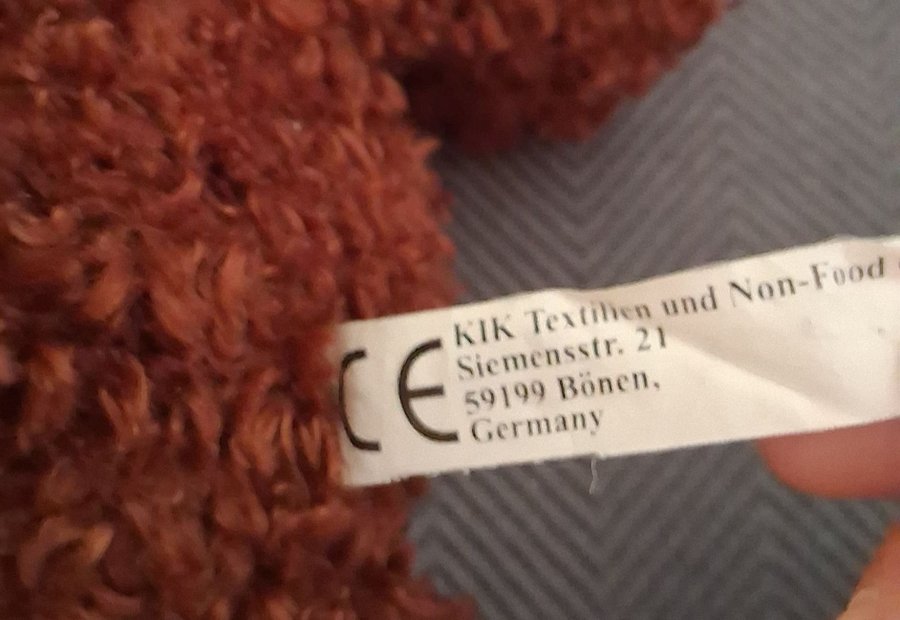 CE
KIK Textilien und Non-Food
Siemensstr. 21
59199 Bönen,
Germany